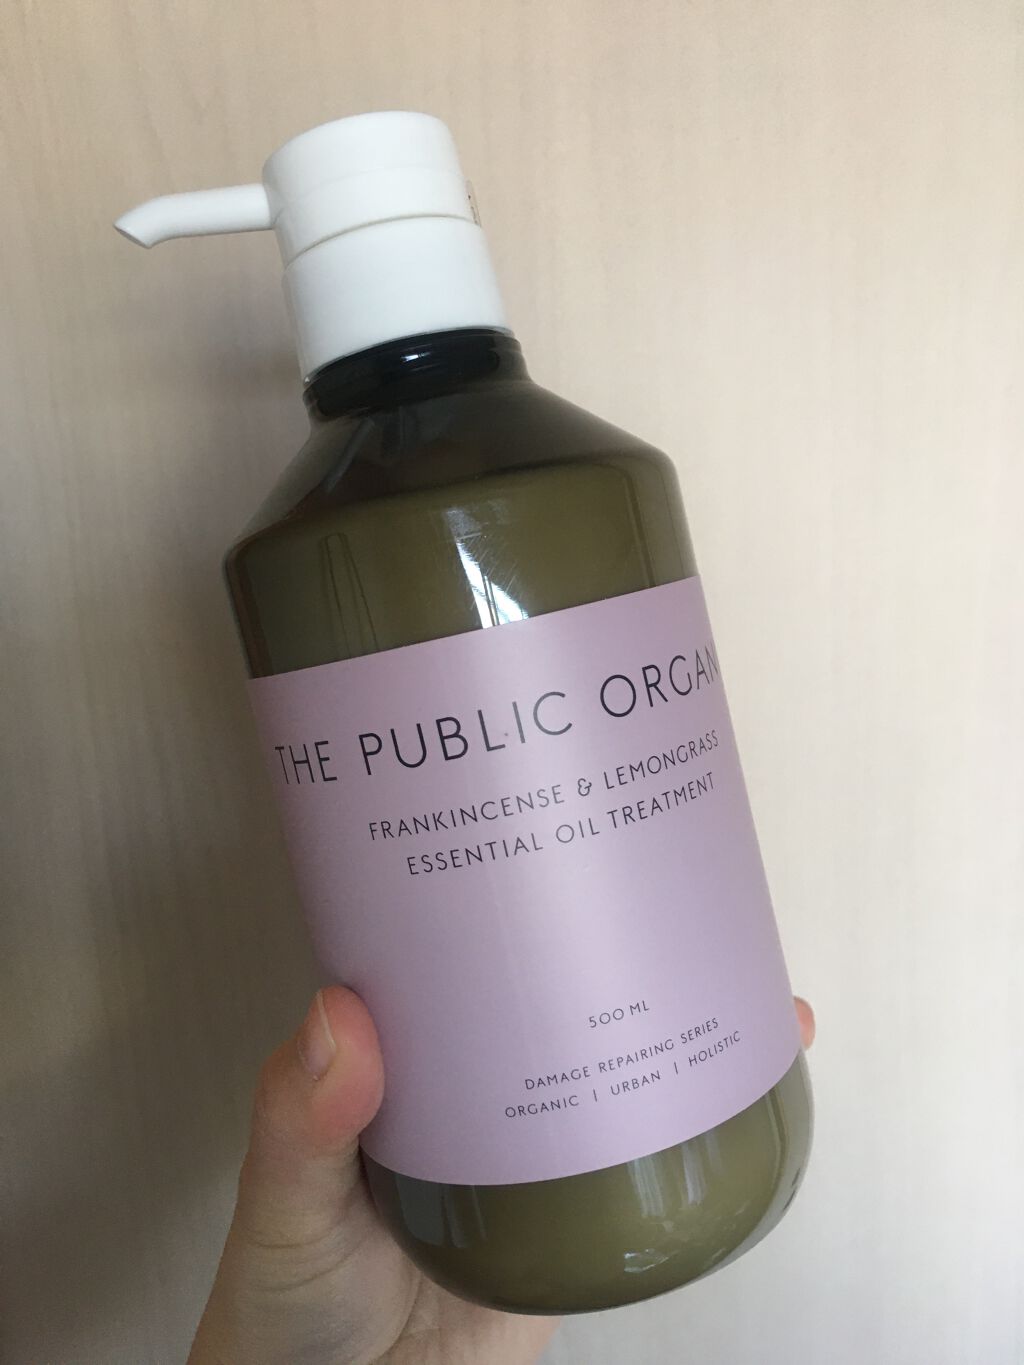 THE PUBLIC ORGAN
FRANKINCENSE & LEMONGRASS
ESSENTIAL OIL TREATMENT
500 ML
DAMAGE REPAIRING SERIES
ORGANIC | URBAN | HOLISTIC